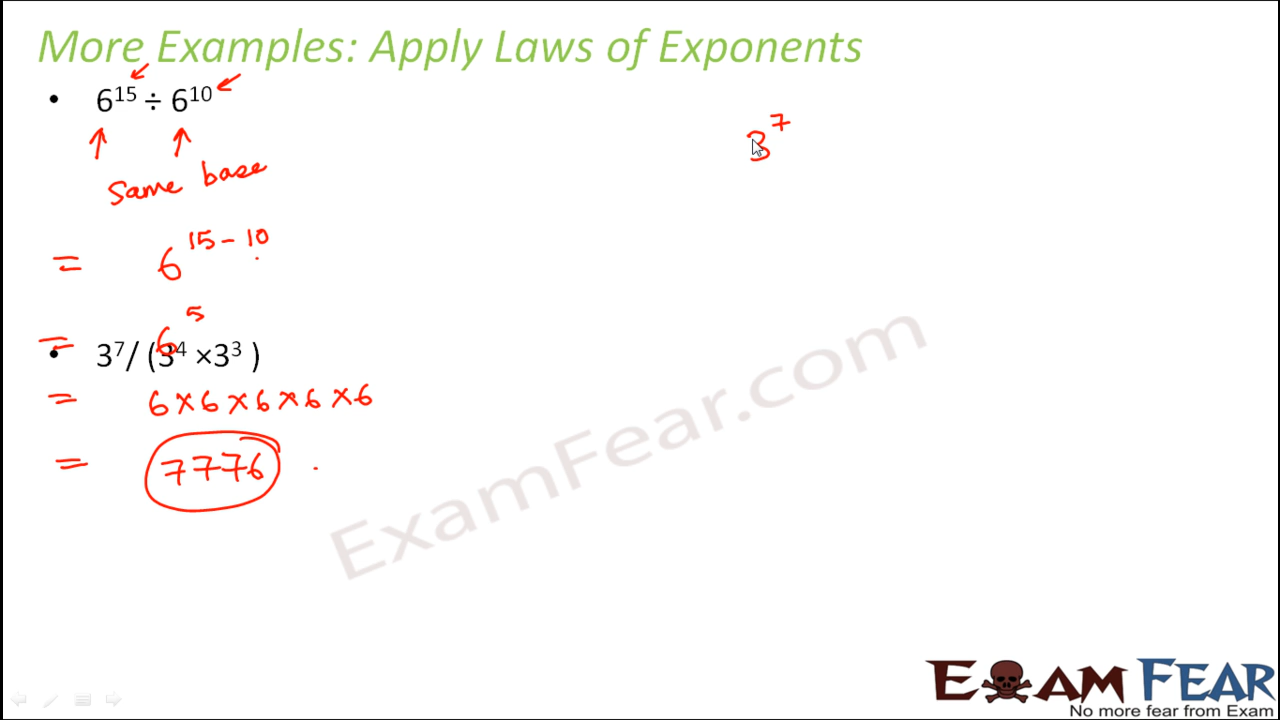 More Examples: Apply Laws of Exponents
• 6¹⁵ ÷ 6¹⁰
3⁷
Same base
= 6¹⁵⁻¹⁰
= 6⁵
• 3⁷/ (3⁴ ×3³ )
= 6×6×6×6×6
= 7776
ExamFear.com
EXAM FEAR
No more fear from Exam